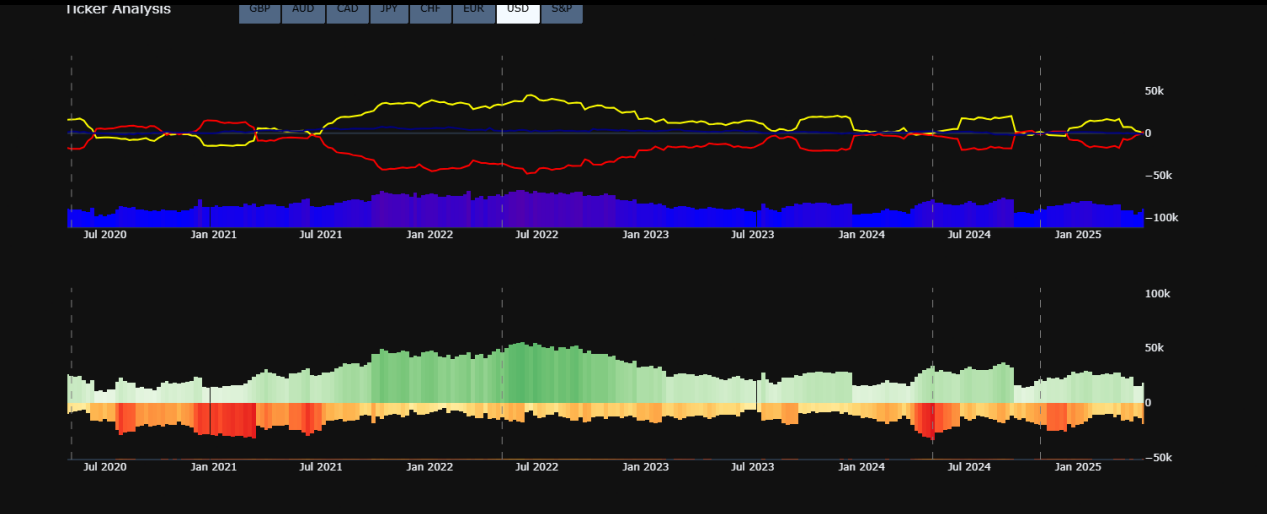 Ticker Analysis
GBP AUD CAD JPY CHF EUR USD S&P
50k
0
−50k
−100k
Jul 2020 Jan 2021 Jul 2021 Jan 2022 Jul 2022 Jan 2023 Jul 2023 Jan 2024 Jul 2024 Jan 2025
100k
50k
0
−50k
Jul 2020 Jan 2021 Jul 2021 Jan 2022 Jul 2022 Jan 2023 Jul 2023 Jan 2024 Jul 2024 Jan 2025